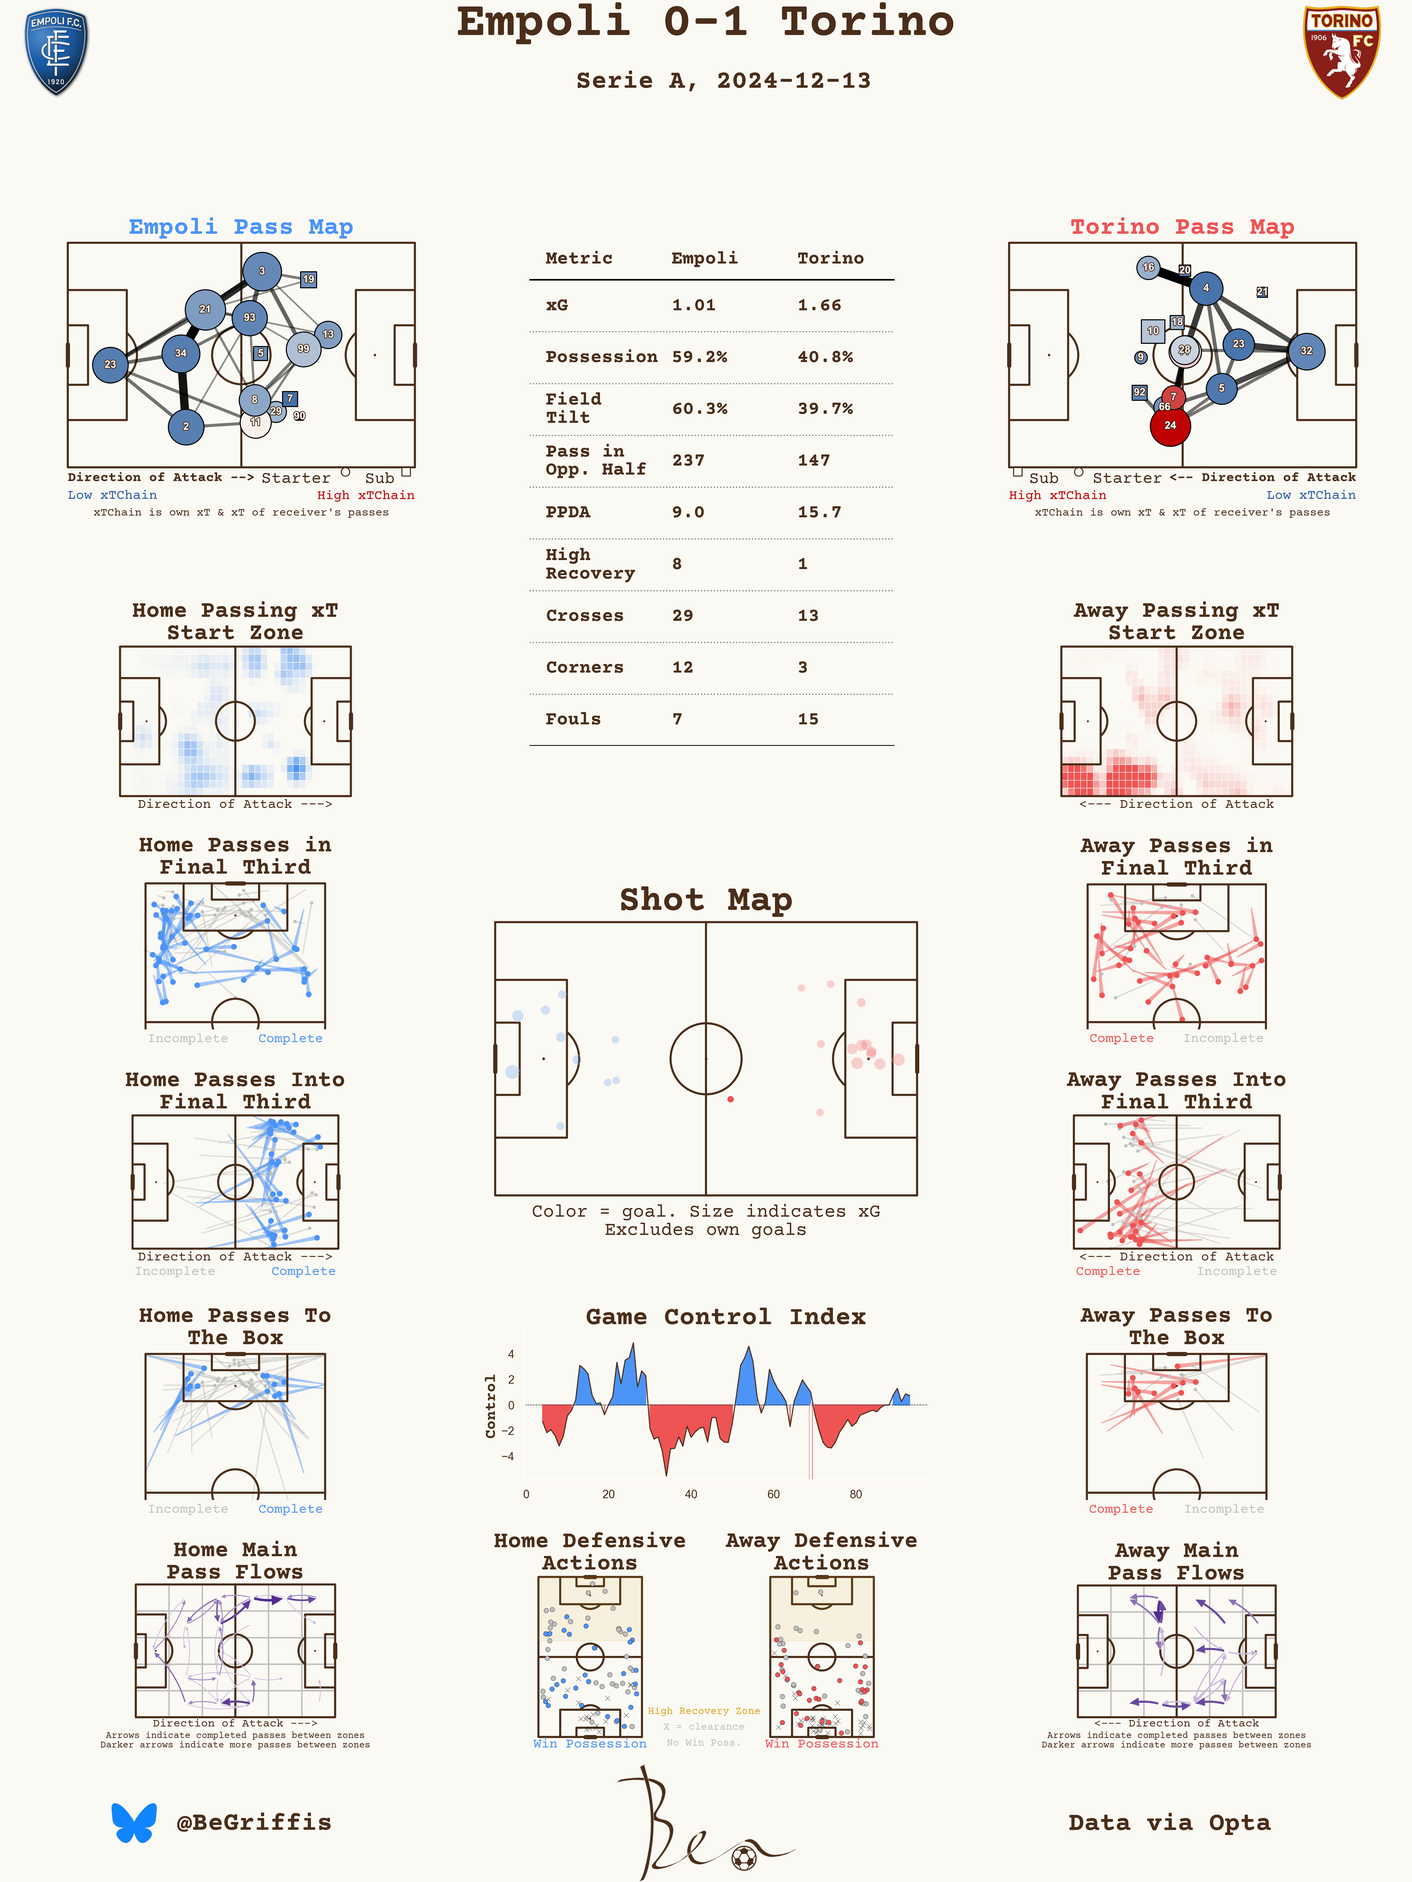 Empoli 0-1 Torino
Serie A, 2024-12-13
EMPOLI F.C.
1920
TORINO
1906
FC
Empoli Pass Map
3
19
21
93
13
99
34
5
23
8
7
29
90
11
2
Direction of Attack --> Starter Sub
Low xTChain High xTChain
xTChain is own xT & xT of receiver's passes
Metric Empoli Torino
xG 1.01 1.66
Possession 59.2% 40.8%
Field
Tilt 60.3% 39.7%
Pass in
Opp. Half 237 147
PPDA 9.0 15.7
High
Recovery 8 1
Crosses 29 13
Corners 12 3
Fouls 7 15
Torino Pass Map
16
20
4
21
18
10
28
23
32
9
92
5
7
66
24
Sub Starter <-- Direction of Attack
High xTChain Low xTChain
xTChain is own xT & xT of receiver's passes
Home Passing xT
Start Zone
Direction of Attack --->
Away Passing xT
Start Zone
<--- Direction of Attack
Home Passes in
Final Third
Incomplete Complete
Away Passes in
Final Third
Complete Incomplete
Shot Map
Color = goal. Size indicates xG
Excludes own goals
Home Passes Into
Final Third
Direction of Attack --->
Incomplete Complete
Away Passes Into
Final Third
<--- Direction of Attack
Complete Incomplete
Home Passes To
The Box
Incomplete Complete
Game Control Index
Control
4
2
0
−2
−4
0 20 40 60 80
Away Passes To
The Box
Complete Incomplete
Home Main
Pass Flows
Direction of Attack --->
Arrows indicate completed passes between zones
Darker arrows indicate more passes between zones
Home Defensive
Actions
Win Possession
Away Defensive
Actions
Win Possession
High Recovery Zone
X = clearance
No Win Poss.
Away Main
Pass Flows
<--- Direction of Attack
Arrows indicate completed passes between zones
Darker arrows indicate more passes between zones
@BeGriffis
Ben
Data via Opta